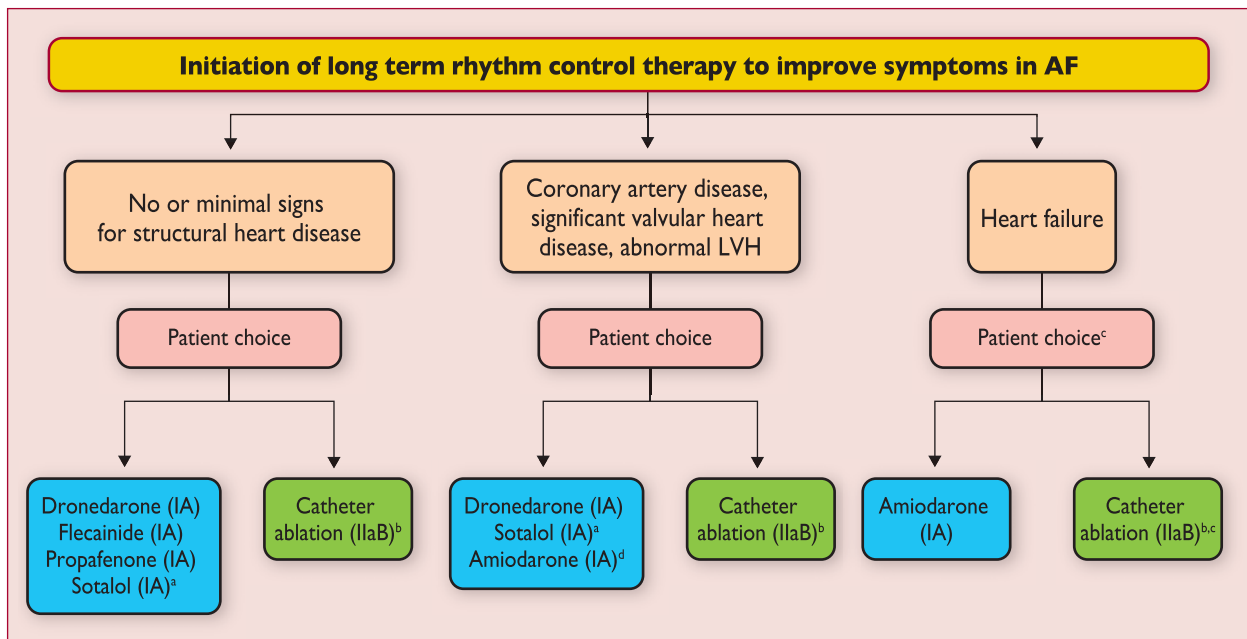 Initiation of long term rhythm control therapy to improve symptoms in AF
No or minimal signs
for structural heart disease
Coronary artery disease,
significant valvular heart
disease, abnormal LVH
Heart failure
Patient choice
Patient choice
Patient choiceᶜ
Dronedarone (IA)
Flecainide (IA)
Propafenone (IA)
Sotalol (IA)ᵃ
Catheter
ablation (IIaB)ᵇ
Dronedarone (IA)
Sotalol (IA)ᵃ
Amiodarone (IA)ᵈ
Catheter
ablation (IIaB)ᵇ
Amiodarone
(IA)
Catheter
ablation (IIaB)ᵇ,ᶜ